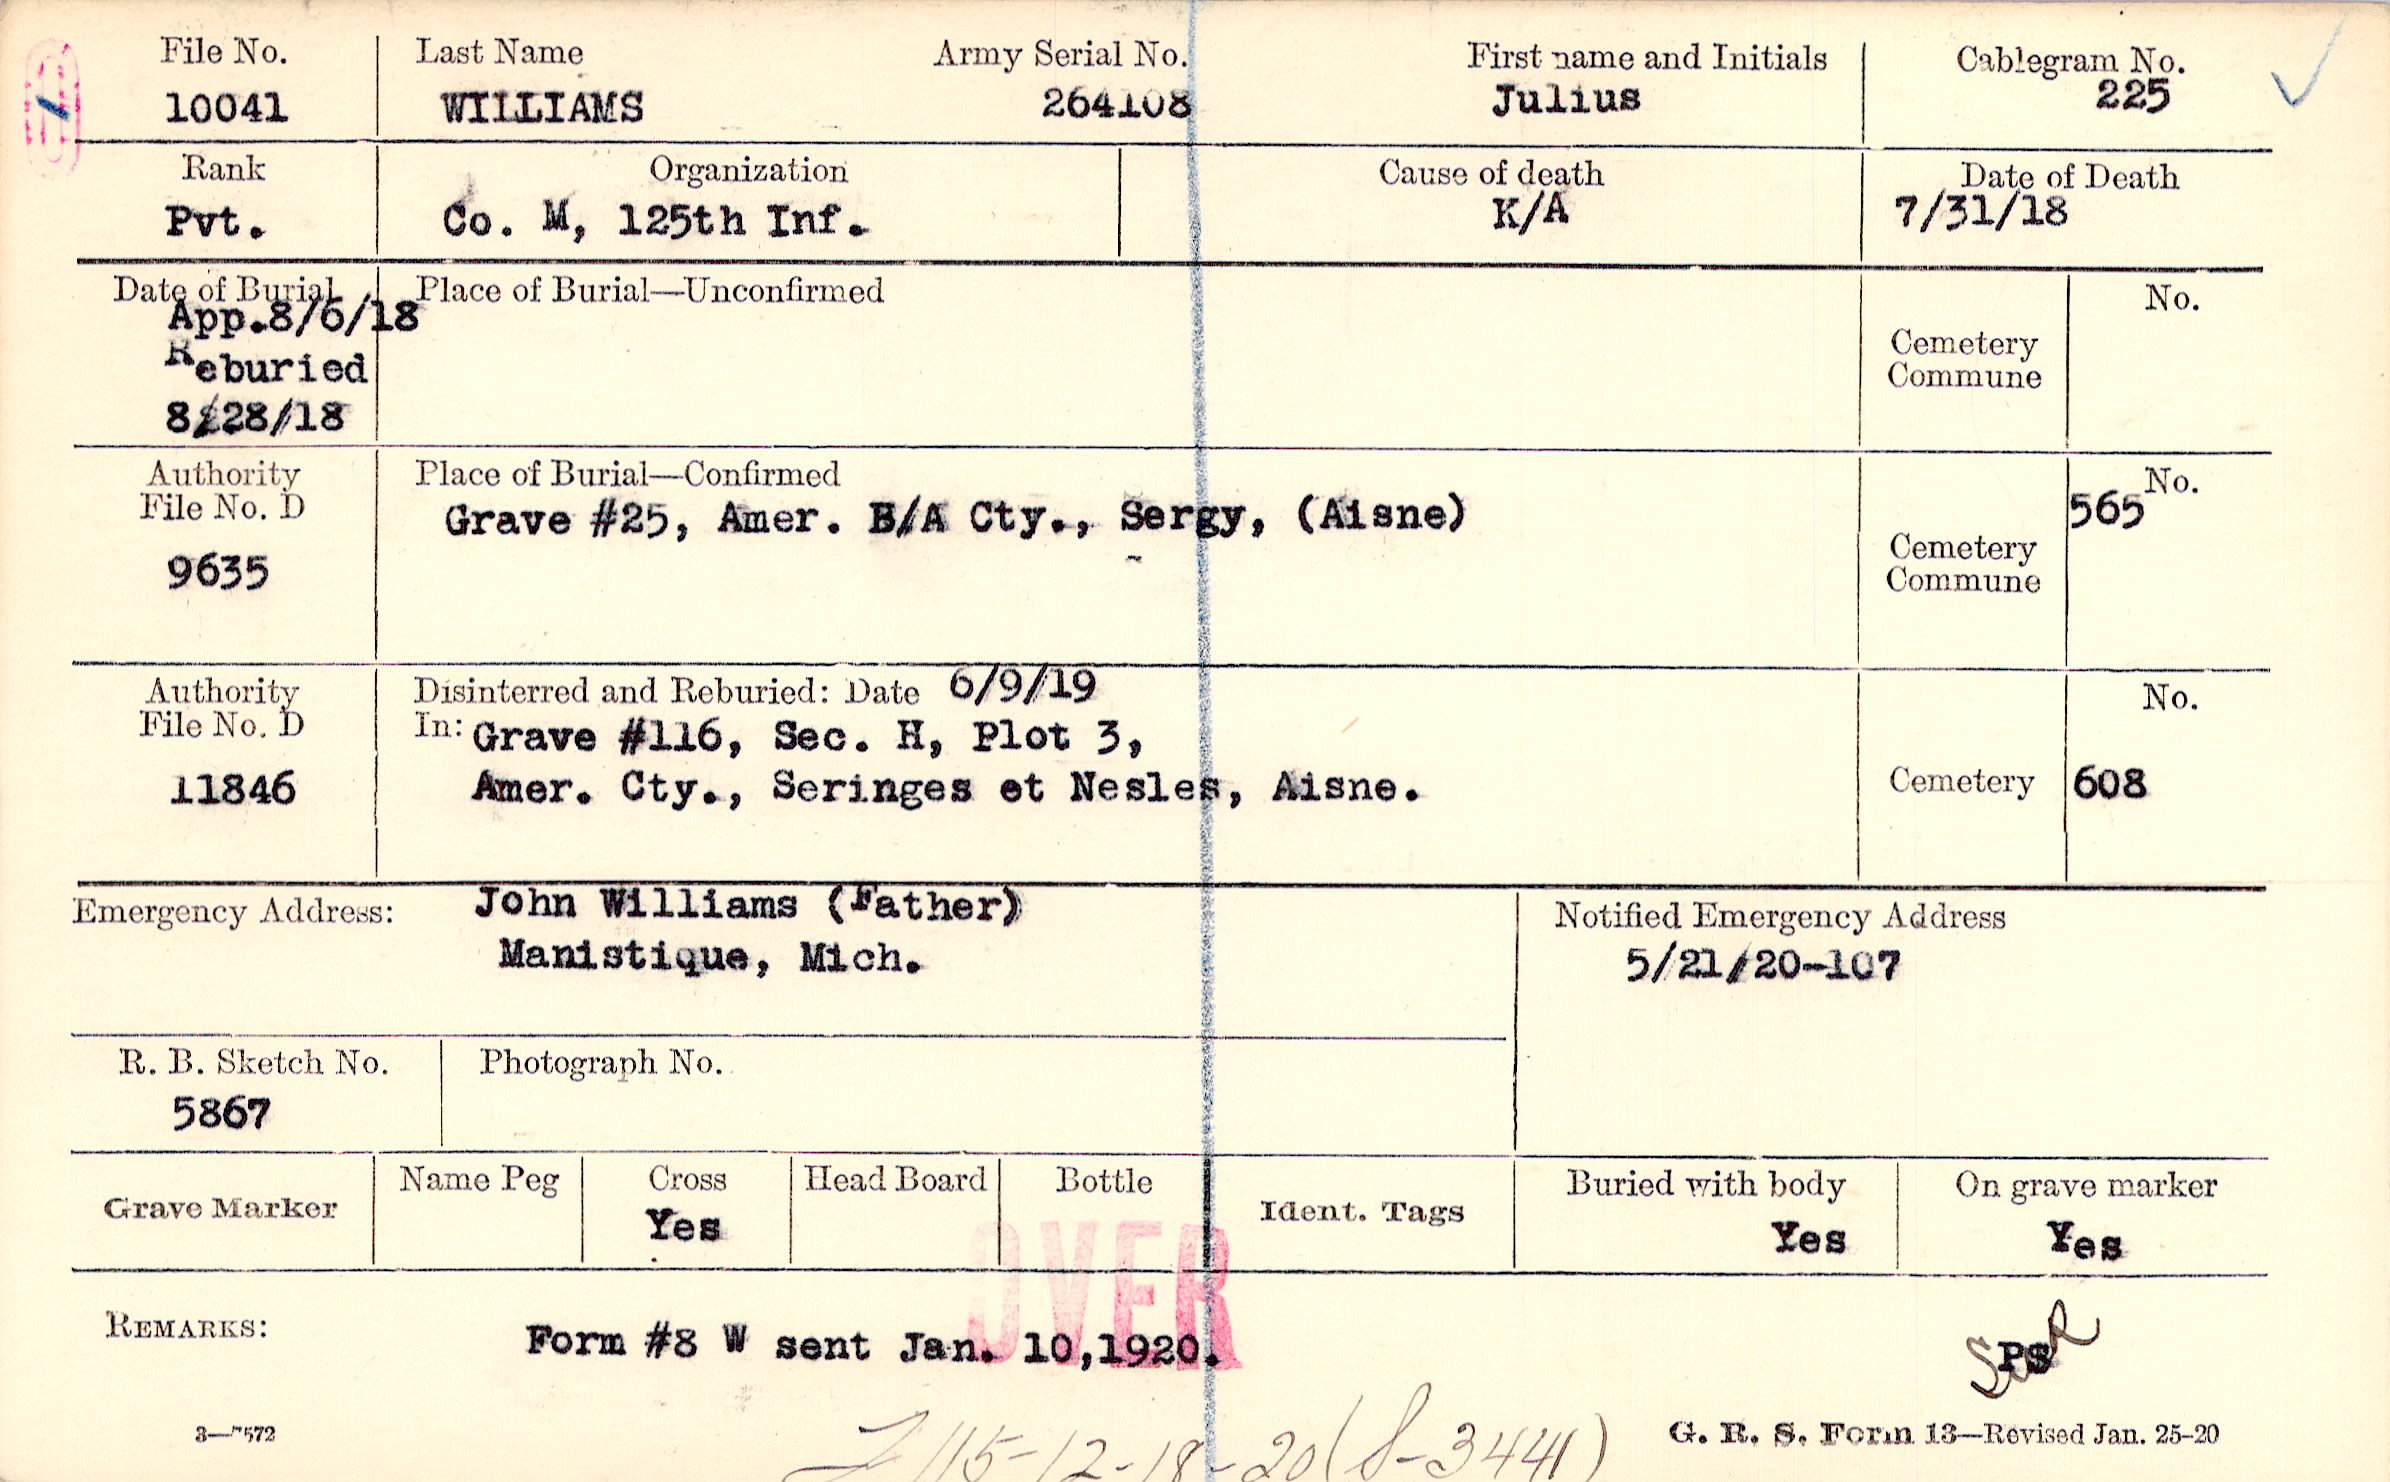 File No. Last Name Army Serial No. First name and Initials Cablegram No.
10041 WILLIAMS 264108 Julius 225
Rank Organization Cause of death Date of Death
Pvt. Co. M, 125th Inf. K/A 7/31/18
Date of Burial Place of Burial—Unconfirmed No.
App.8/6/18
Reburied
8/28/18
Cemetery
Commune
Authority Place of Burial—Confirmed No.
File No. D Grave #25, Amer. B/A Cty., Sergy, (Aisne) 565
9635
Cemetery
Commune
Authority Disinterred and Reburied: Date 6/9/19 No.
File No. D In: Grave #116, Sec. H, Plot 3,
11846 Amer. Cty., Seringes et Nesles, Aisne. Cemetery 608
Emergency Address: John Williams (Father) Notified Emergency Address
Manistique, Mich. 5/21/20-107
R. B. Sketch No. Photograph No.
5867
Grave Marker Name Peg Cross Head Board Bottle Ident. Tags Buried with body On grave marker
Yes Yes Yes
OVER
REMARKS: Form #8 W sent Jan. 10,1920. PS
G. R. S. Form 13—Revised Jan. 25-20
115-12-18-20(S-3441)